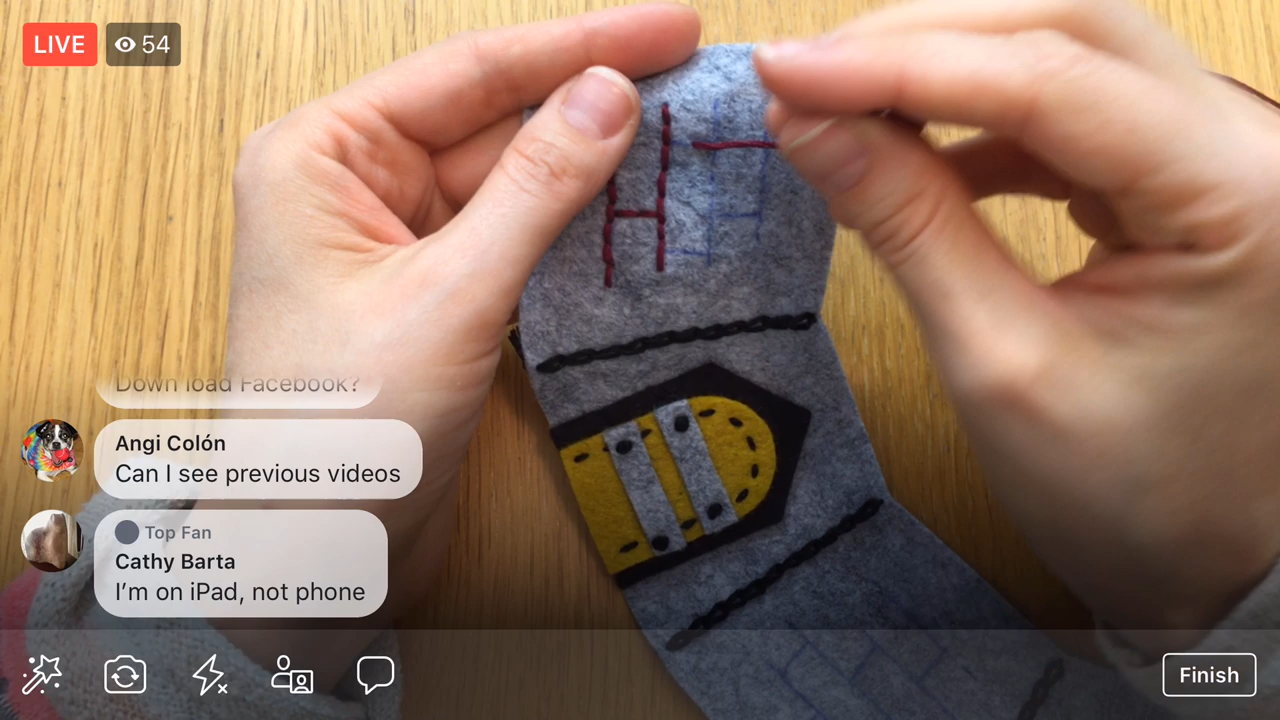 LIVE
54
Down load Facebook?
Angi Colón
Can I see previous videos
Top Fan
Cathy Barta
I'm on iPad, not phone
Finish